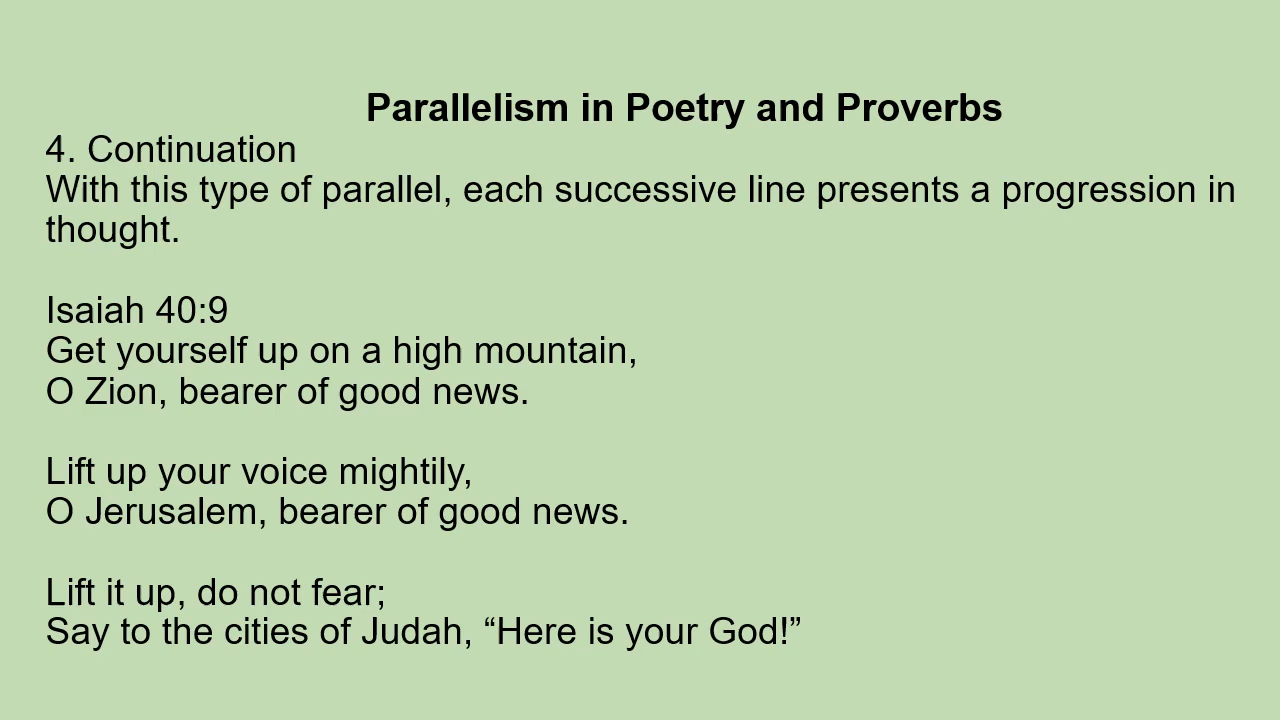 Parallelism in Poetry and Proverbs
4. Continuation
With this type of parallel, each successive line presents a progression in
thought.
Isaiah 40:9
Get yourself up on a high mountain,
O Zion, bearer of good news.
Lift up your voice mightily,
O Jerusalem, bearer of good news.
Lift it up, do not fear;
Say to the cities of Judah, “Here is your God!”